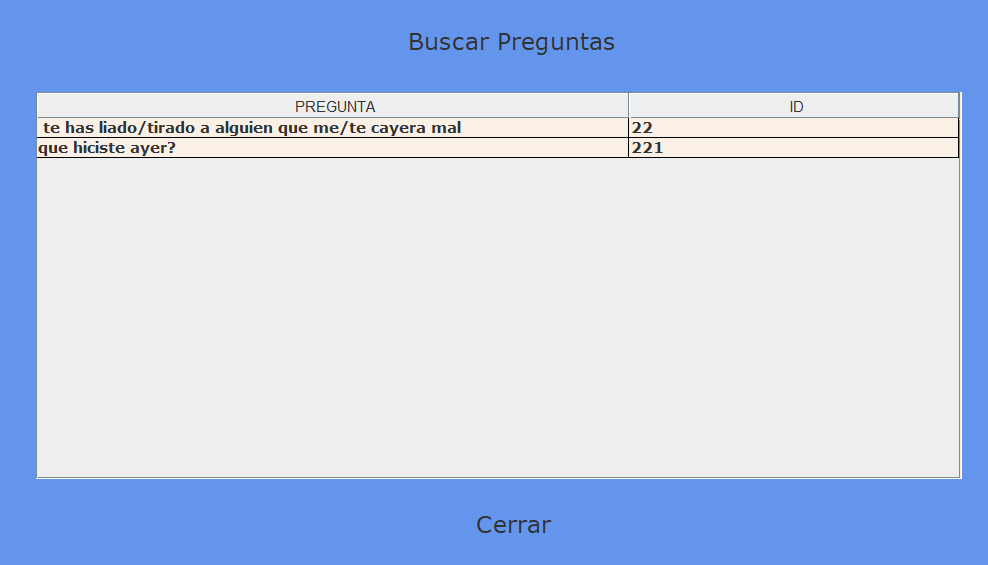 Buscar Preguntas
PREGUNTA ID
te has liado/tirado a alguien que me/te cayera mal 22
que hiciste ayer? 221
Cerrar